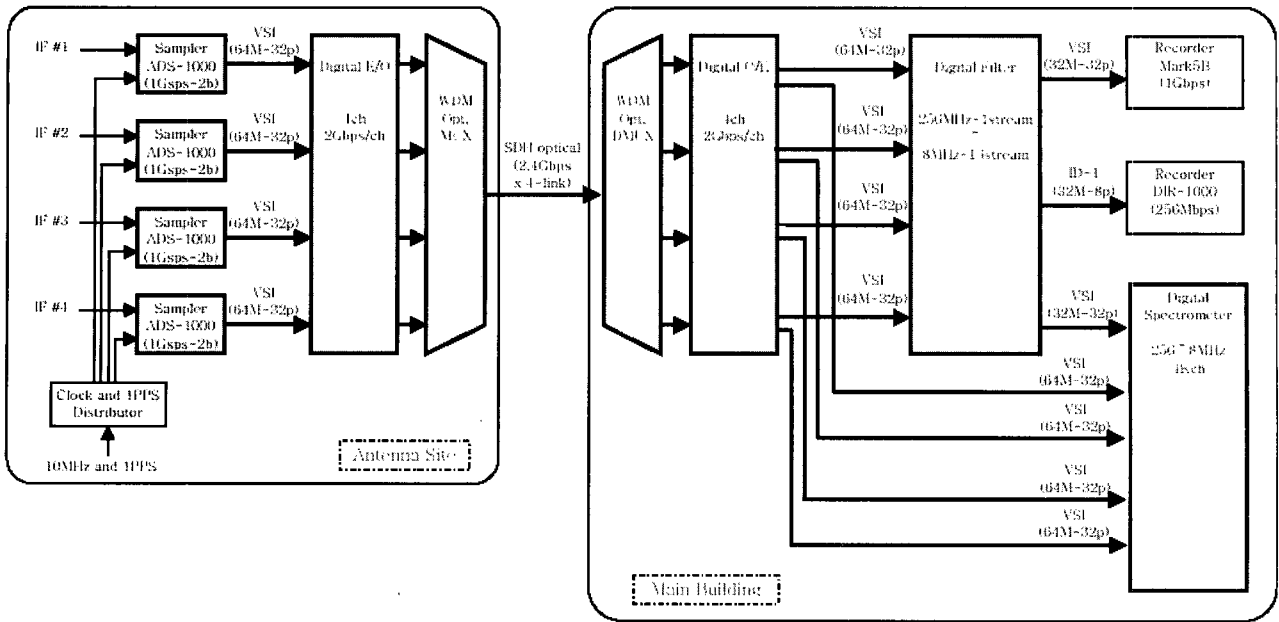 IF #1
Sampler
ADS-1000
(1Gsps-2b)
VSI
(64M-32p)
IF #2
Sampler
ADS-1000
(1Gsps-2b)
VSI
(64M-32p)
IF #3
Sampler
ADS-1000
(1Gsps-2b)
VSI
(64M-32p)
IF #4
Sampler
ADS-1000
(1Gsps-2b)
VSI
(64M-32p)
Clock and 1PPS
Distributor
10MHz and 1PPS
Digital E/O
4ch
2Gbps/ch
WDM
Opt.
MUX
Antenna Site
SDH optical
(2.4Gbps
x 4-link)
WDM
Opt.
DMUX
Digital O/E
4ch
2Gbps/ch
VSI
(64M-32p)
VSI
(64M-32p)
VSI
(64M-32p)
VSI
(64M-32p)
Digital Filter
256MHz-1stream
8MHz-
VSI
(32M-32p)
Recorder
Mark5B
(1Gbps)
ID-1
(32M-8p)
Recorder
DIR-1000
(256Mbps)
VSI
(32M-32p)
VSI
(64M-32p)
VSI
(64M-32p)
VSI
(64M-32p)
VSI
(64M-32p)
Digital
Spectrometer
256~8MHz
Main Building